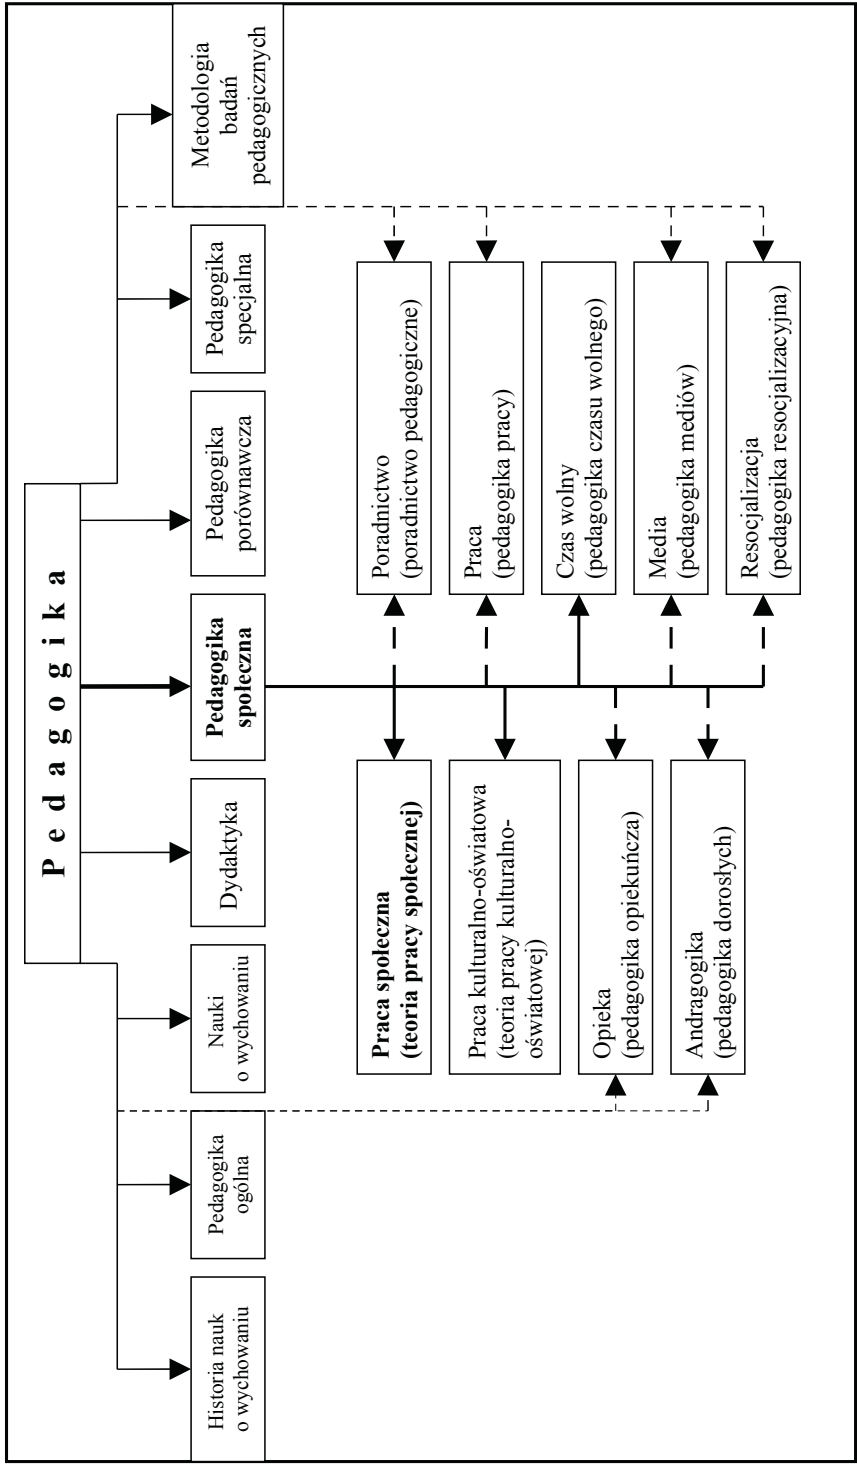 P e d a g o g i k a
Historia nauk
o wychowaniu
Pedagogika
ogólna
Nauki
o wychowaniu
Dydaktyka
Pedagogika
społeczna
Pedagogika
porównawcza
Pedagogika
specjalna
Metodologia
badań
pedagogicznych
Praca społeczna
(teoria pracy społecznej)
Praca kulturalno-oświatowa
(teoria pracy kulturalno-
oświatowej)
Opieka
(pedagogika opiekuńcza)
Andragogika
(pedagogika dorosłych)
Poradnictwo
(poradnictwo pedagogiczne)
Praca
(pedagogika pracy)
Czas wolny
(pedagogika czasu wolnego)
Media
(pedagogika mediów)
Resocjalizacja
(pedagogika resocjalizacyjna)